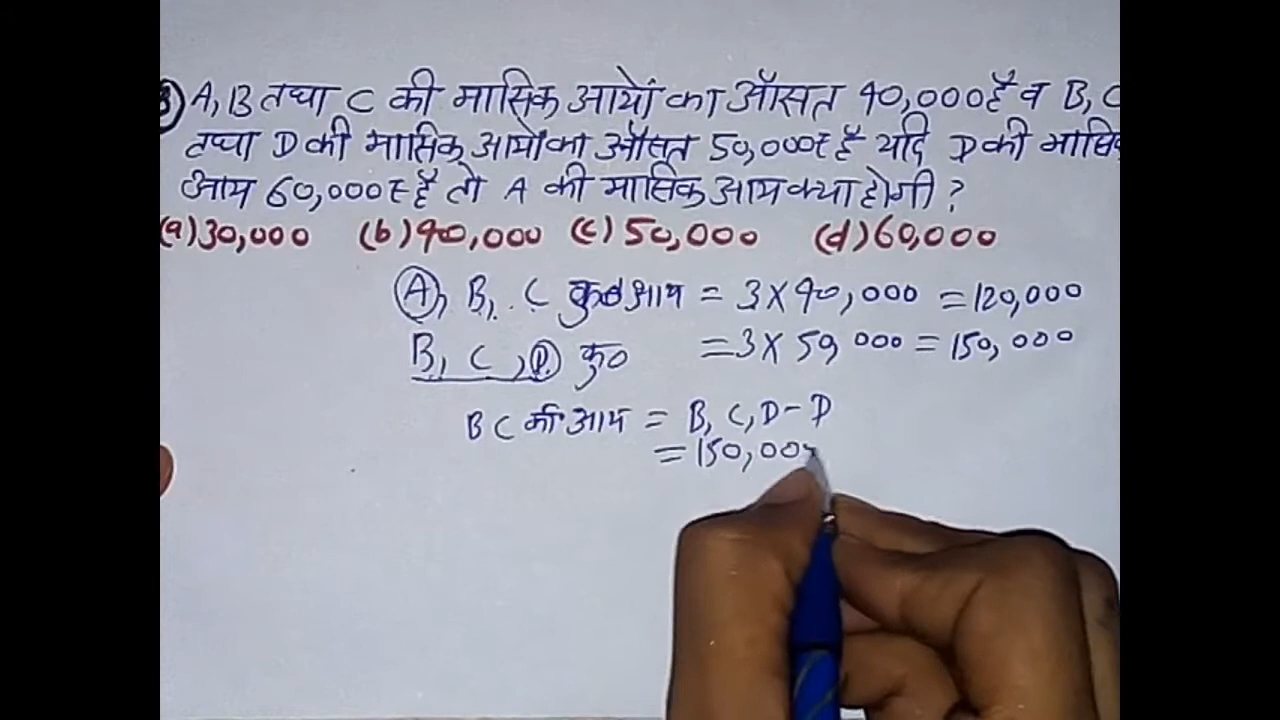 3) A, B तथा C की मासिक आयों का औसत 40,000 है व B, C
तथा D की मासिक आयों का औसत 50,000 ₹ है यदि D की मासिक
आय 60,000 ₹ है तो A की मासिक आय क्या होगी ?
(a) 30,000 (b) 40,000 (c) 50,000 (d) 60,000
A, B, C कुल आय = 3 X 40,000 = 120,000
B, C, D कुल = 3 X 50,000 = 150,000
B C की आय = B, C, D - D
= 150,000